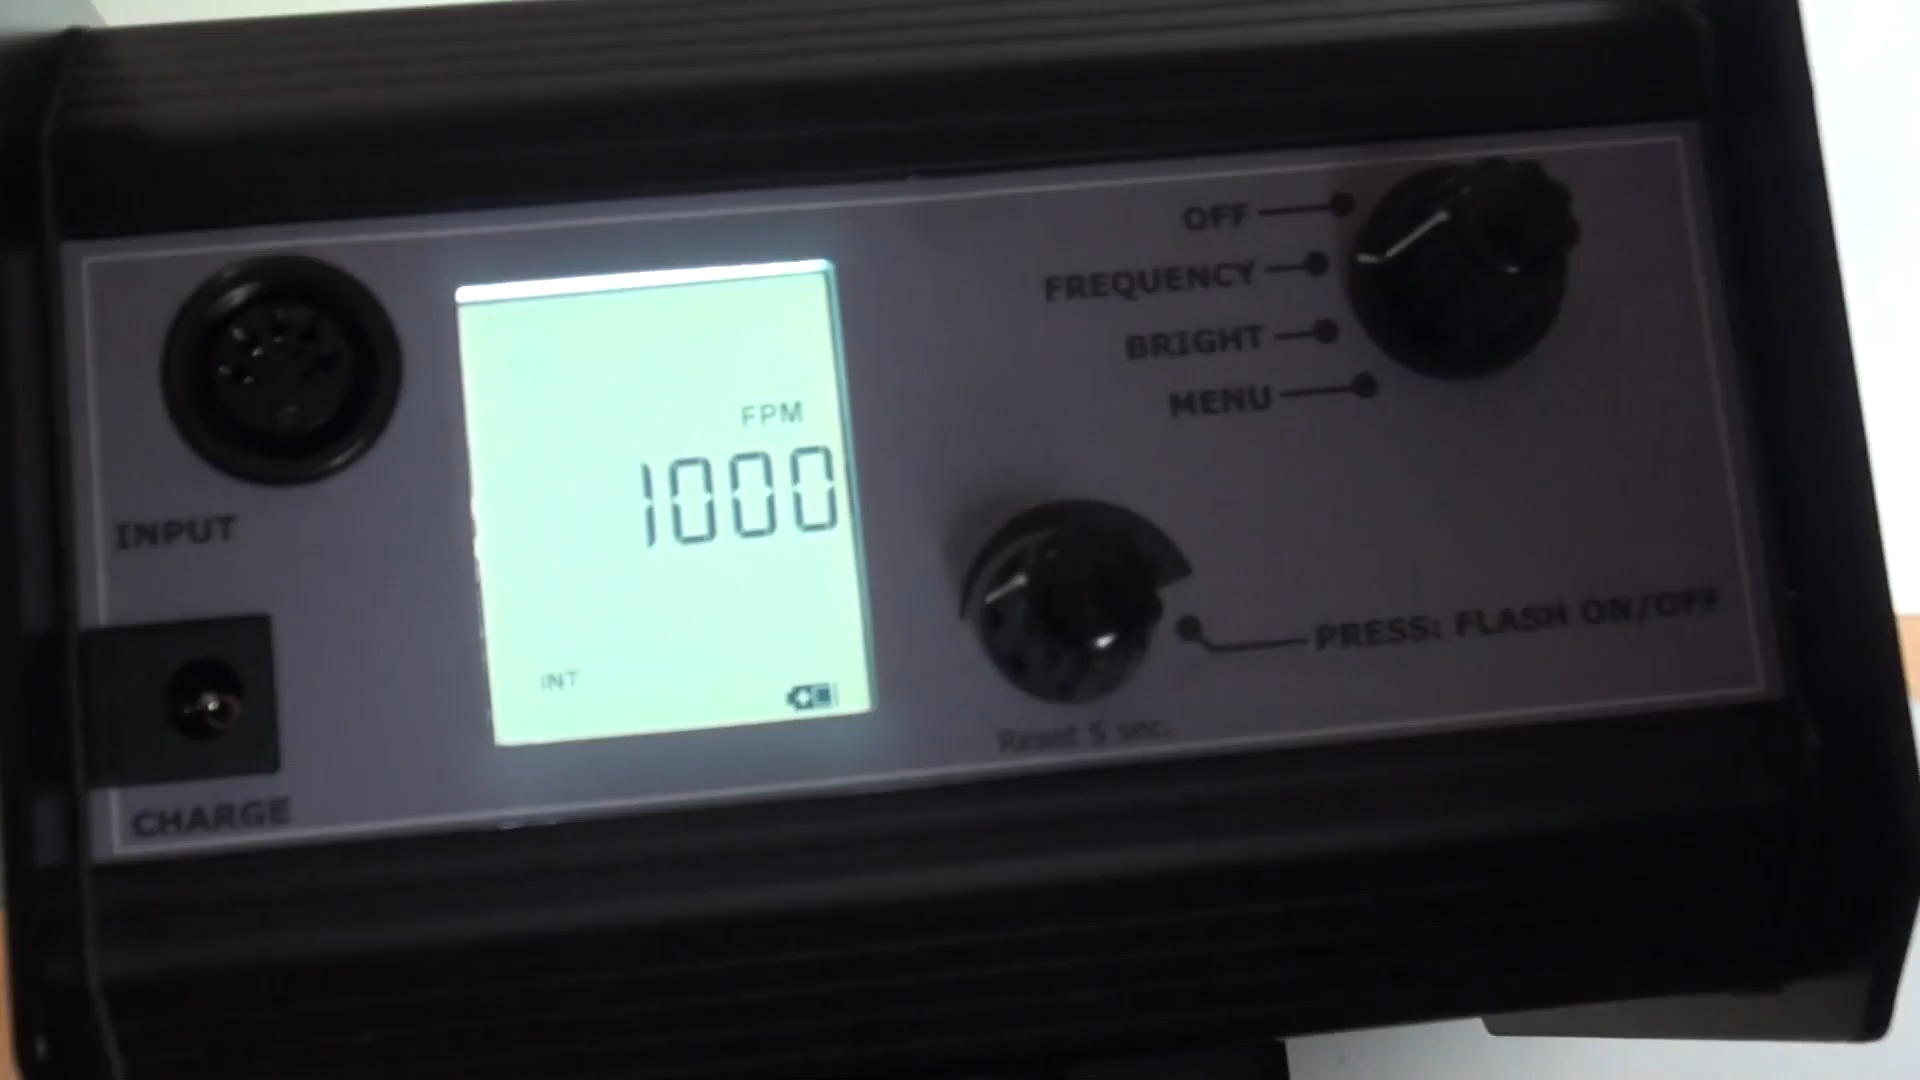 OFF
FREQUENCY
BRIGHT
MENU
FPM
1000
INPUT
INT
PRESS: FLASH ON/OFF
Reset 5 sec.
CHARGE